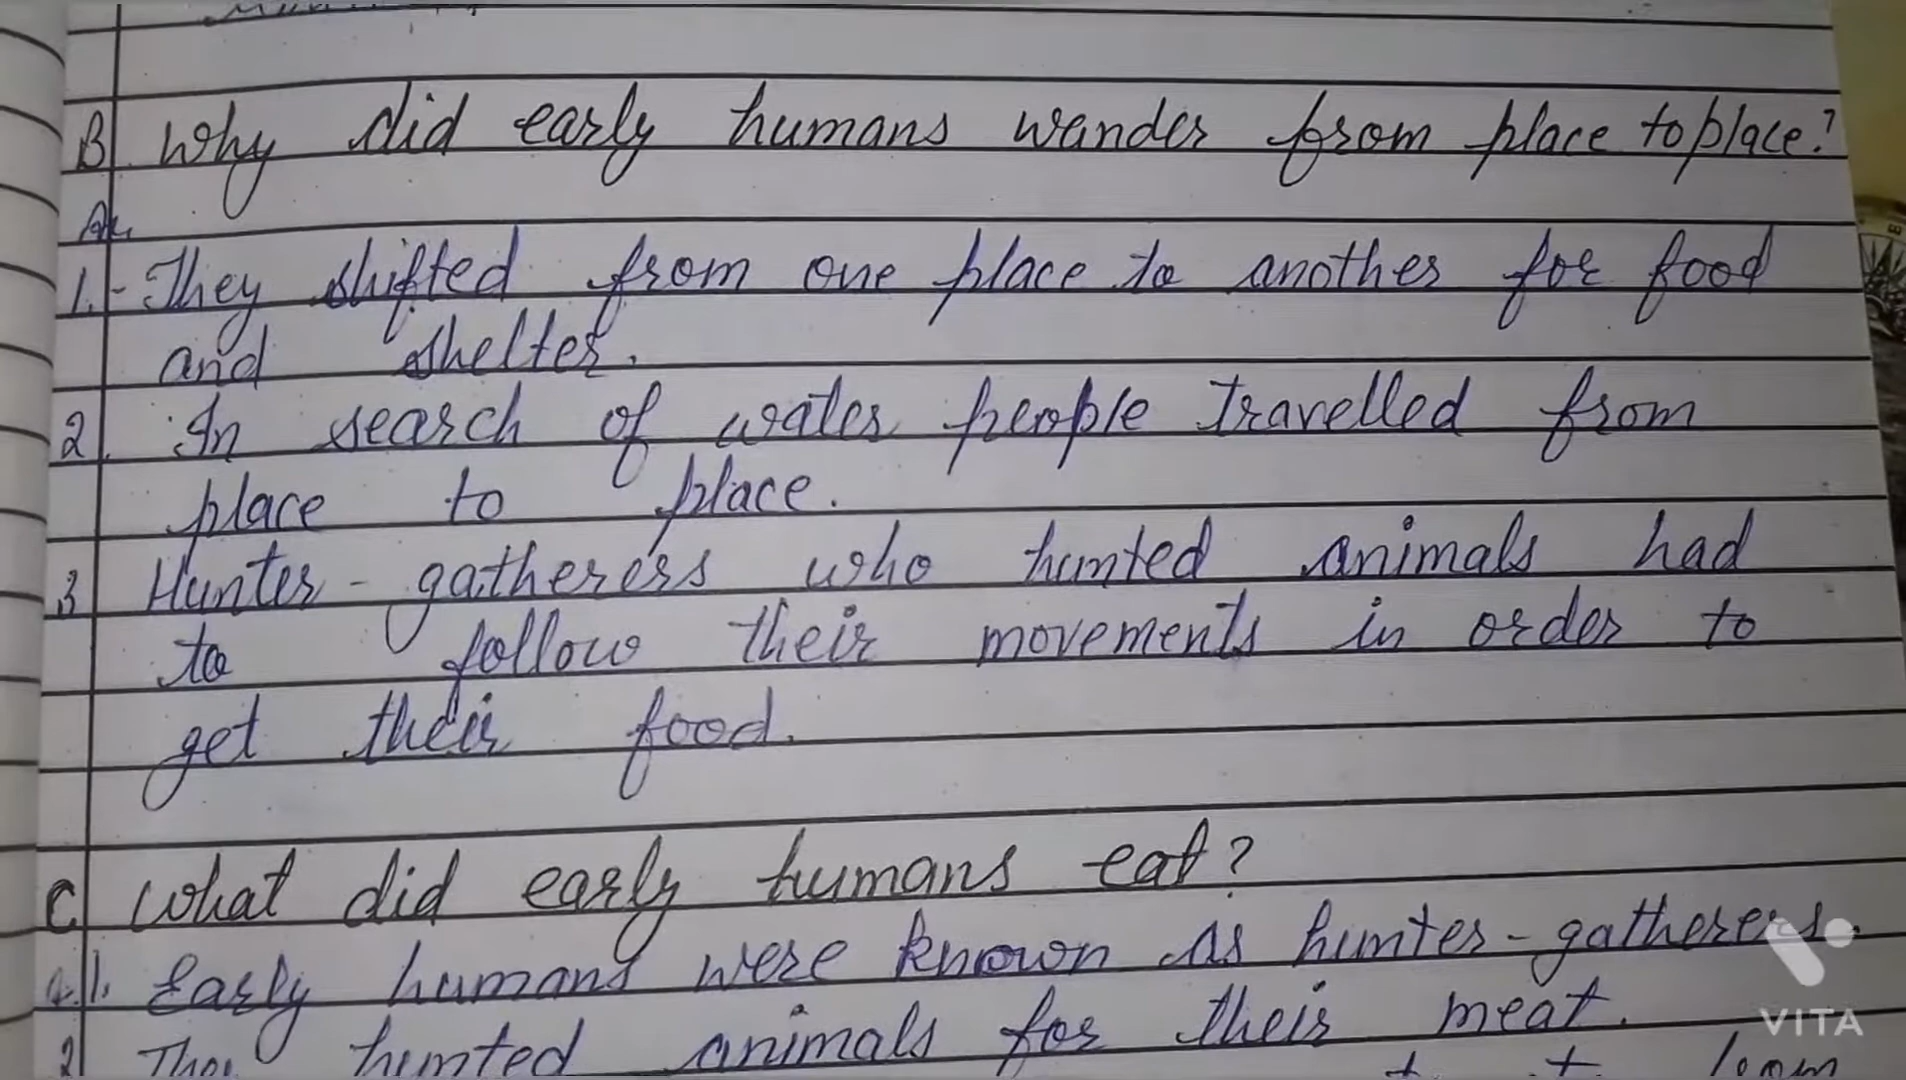 B. Why did early humans wander from place to place?
1. They shifted from one place to another for food
and shelter.
2. In search of water people travelled from
place to place.
3 Hunter-gatherers who hunted animals had
to follow their movements in order to
get their food.
C. What did early humans eat?
1. Early humans were known as hunter-gatherers.
2 They hunted animals for their meat.
VITA